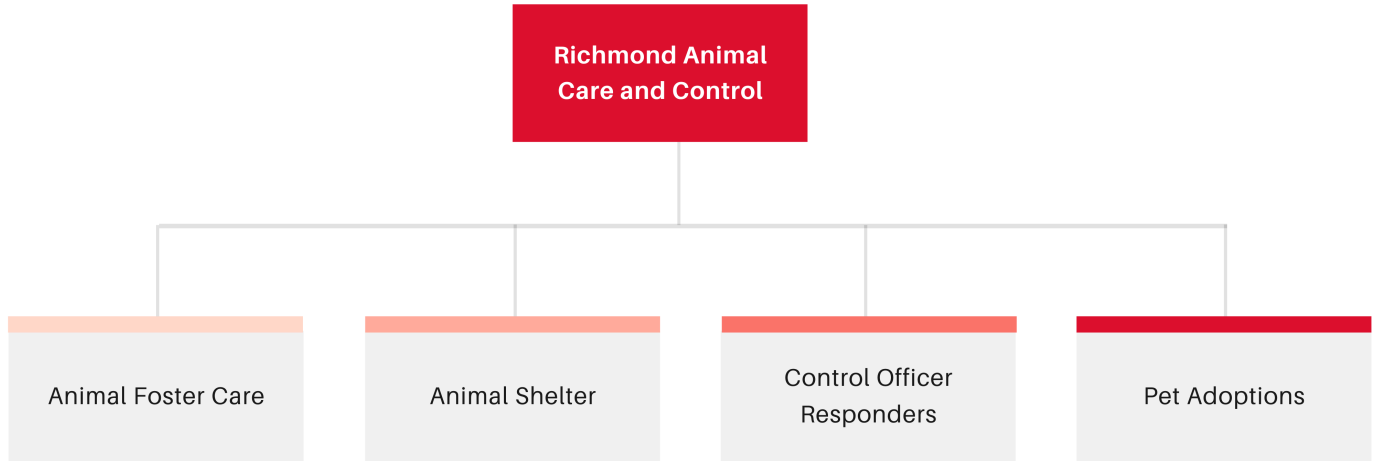 Richmond Animal
Care and Control
Animal Foster Care
Animal Shelter
Control Officer
Responders
Pet Adoptions